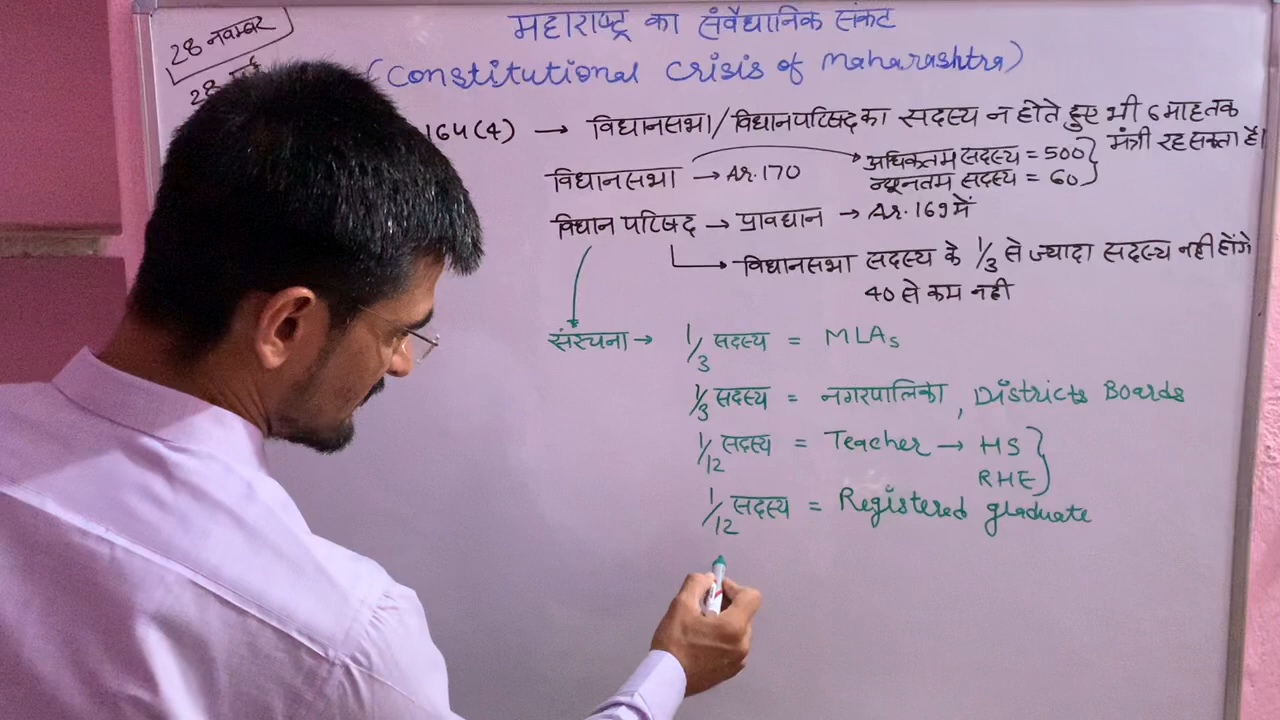 महाराष्ट्र का संवैधानिक संकट
28 नवम्बर
(Constitutional Crisis of Maharashtra)
28
164(4) → विधानसभा/विधानपरिषद का सदस्य न होते हुए भी 6 माह तक
मंत्री रह सकता है।
विधानसभा → Ar.170
अधिकतम सदस्य = 500
न्यूनतम सदस्य = 60
विधान परिषद → प्रावधान → Ar.169 में
विधानसभा सदस्य के 1/3 से ज्यादा सदस्य नही होंगे
40 से कम नही
संरचना → 1/3 सदस्य = MLAs
1/3 सदस्य = नगरपालिका, Districts Boards
1/12 सदस्य = Teacher → HS
RHE
1/12 सदस्य = Registered graduate